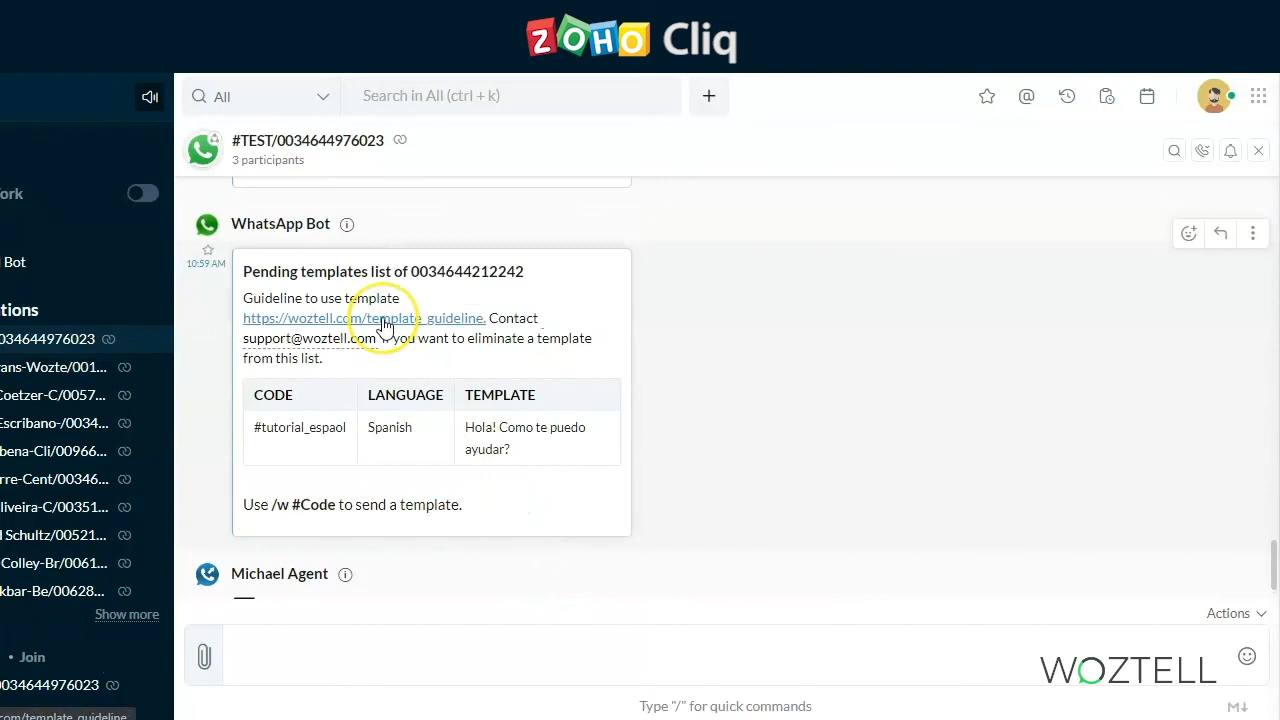 ZOHO Cliq
All
Search in All (ctrl + k)
#TEST/0034644976023
3 participants
ork
Bot
tions
034644976023
rans-Wozte/001...
Coetzer-C/0057...
Escribano-/0034...
bena-Cli/00966...
rre-Cent/00346...
liveira-C/00351...
d Schultz/00521...
Colley-Br/0061...
kbar-Be/00628...
Show more
• Join
0034644976023
com/template_guideline
WhatsApp Bot
10:59 AM
Pending templates list of 0034644212242
Guideline to use template
https://woztell.com/template_guideline. Contact
support@woztell.com you want to eliminate a template
from this list.
CODE LANGUAGE TEMPLATE
#tutorial_espaol Spanish Hola! Como te puedo
ayudar?
Use /w #Code to send a template.
Michael Agent
Actions
WOZTELL
Type "/" for quick commands
M↓